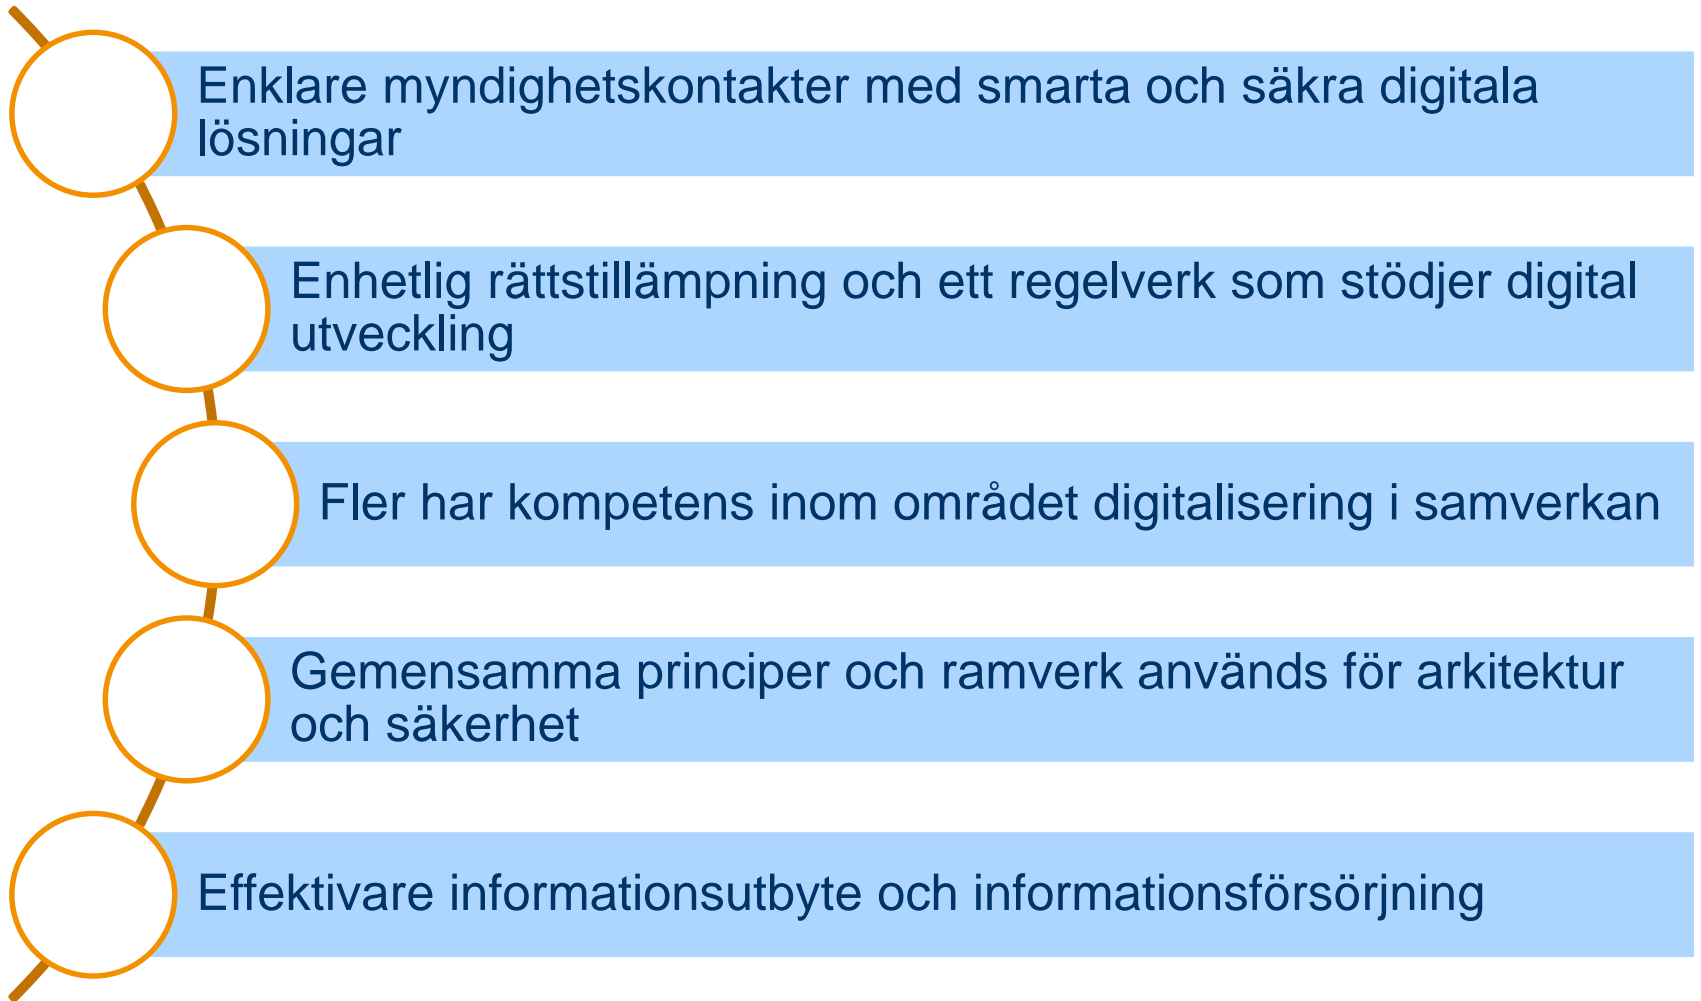 Enklare myndighetskontakter med smarta och säkra digitala
lösningar
Enhetlig rättstillämpning och ett regelverk som stödjer digital
utveckling
Fler har kompetens inom området digitalisering i samverkan
Gemensamma principer och ramverk används för arkitektur
och säkerhet
Effektivare informationsutbyte och informationsförsörjning